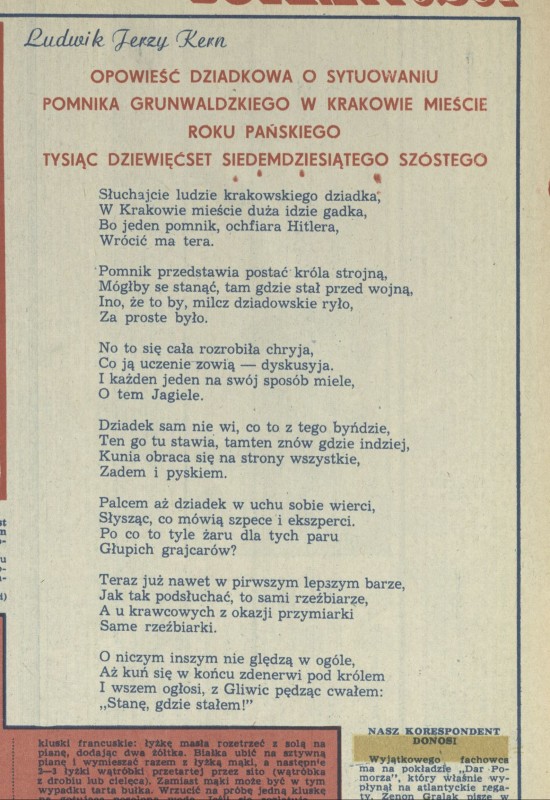 Ludwik Jerzy Kern
OPOWIEŚĆ DZIADKOWA O SYTUOWANIU
POMNIKA GRUNWALDZKIEGO W KRAKOWIE MIEŚCIE
ROKU PAŃSKIEGO
TYSIĄC DZIEWIĘĆSET SIEDEMDZIESIĄTEGO SZÓSTEGO
Słuchajcie ludzie krakowskiego dziadka,
W Krakowie mieście duża idzie gadka,
Bo jeden pomnik, ochfiara Hitlera,
Wrócić ma tera.
Pomnik przedstawia postać króla strojną,
Mógłby se stanąć, tam gdzie stał przed wojną,
Ino, że to by, milcz dziadowskie ryło,
Za proste było.
No to się cała rozrobiła chryja,
Co ją uczenie zowią — dyskusyja.
I każden jeden na swój sposób miele,
O tem Jagiele.
Dziadek sam nie wi, co to z tego byńdzie,
Ten go tu stawia, tamten znów gdzie indziej,
Kunia obraca się na strony wszystkie,
Zadem i pyskiem.
Palcem aż dziadek w uchu sobie wierci,
Słysząc, co mówią szpece i ekszperci.
Po co to tyle żaru dla tych paru
Głupich grajcarów?
Teraz już nawet w pirwszym lepszym barze,
Jak tak podsłuchać, to sami rzeźbiarze,
A u krawcowych z okazji przymiarki
Same rzeźbiarki.
O niczym inszym nie ględzą w ogóle,
Aż kuń się w końcu zdenerwi pod królem
I wszem ogłosi, z Gliwic pędząc cwałem:
„Stanę, gdzie stałem!"
kluski francuskie: łyżkę masła rozetrzeć z solą na
pianę, dodając dwa żółtka. Białka ubić na sztywną
pianę i wymieszać razem z łyżką mąki, a następnie
2—3 łyżki wątróbki przetartej przez sito (wątróbka
z drobiu lub cielęca). Zamiast mąki może być w tym
wypadku tarta bułka. Wrzucić na próbę jedną kluskę
NASZ KORESPONDENT
DONOSI
Wyjątkowego fachowca
ma na pokładzie „Dar Po-
morza", który właśnie wy-
płynął na atlantyckie rega-
ty. Zenon Gralak pisze w